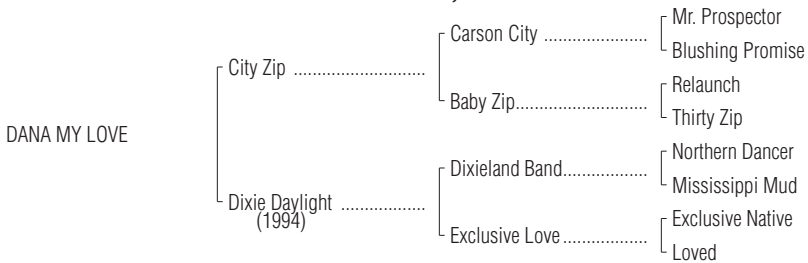 Mr. Prospector
Carson City ......................
Blushing Promise
City Zip ............................
Relaunch
Baby Zip............................
Thirty Zip
DANA MY LOVE
Northern Dancer
Dixieland Band..................
Mississippi Mud
Dixie Daylight ..................
(1994)
Exclusive Native
Exclusive Love..................
Loved